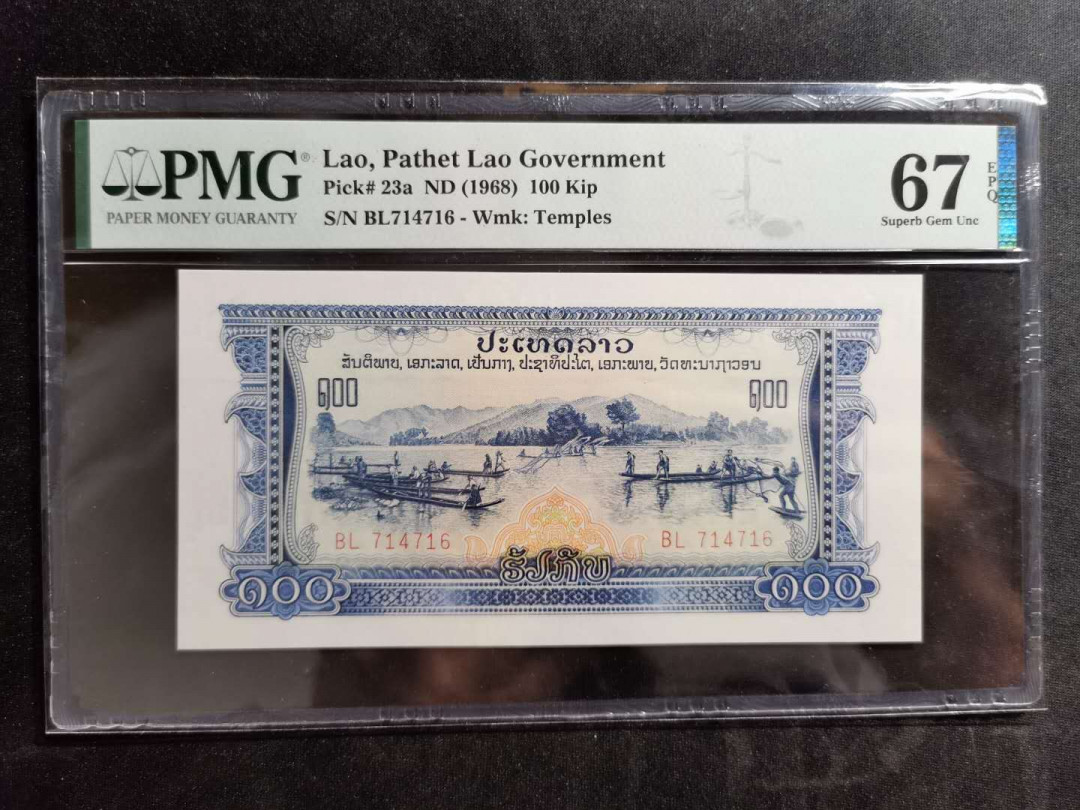 PMG®
PAPER MONEY GUARANTY
Lao, Pathet Lao Government
Pick# 23a ND (1968) 100 Kip
S/N BL714716 - Wmk: Temples
67
Superb Gem Unc
EPQ
ປະເທດລາວ
ສັນຕິພາບ, ເອກະລາດ, ເປັນກາງ, ປະຊາທິປະໄຕ, ເອກະພາບ, ວັດທະນາຖາວອນ
໑໐໐ ໑໐໐
BL 714716 BL 714716
ຮ້ອຍກີບ
໑໐໐ ໑໐໐